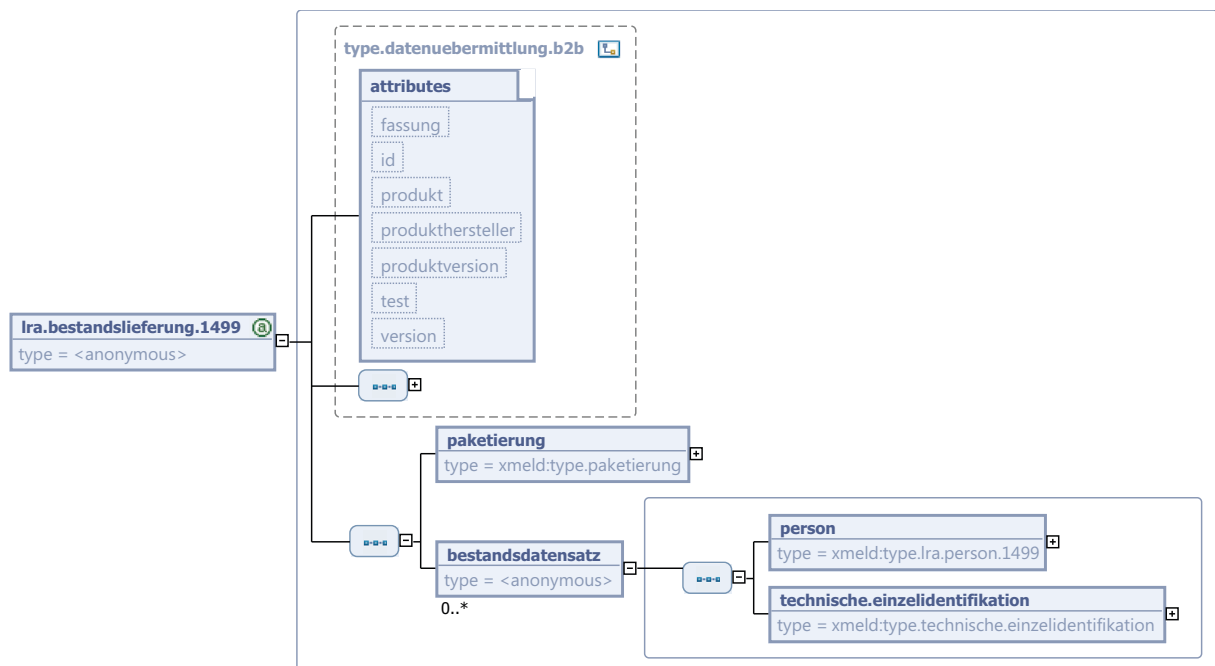 type.datenuebermittlung.b2b
attributes
fassung
id
produkt
produkthersteller
produktversion
test
version
lra.bestandslieferung.1499 a
type = <anonymous>
paketierung
type = xmeld:type.paketierung
bestandsdatensatz
type = <anonymous>
0..*
person
type = xmeld:type.lra.person.1499
technische.einzelidentifikation
type = xmeld:type.technische.einzelidentifikation